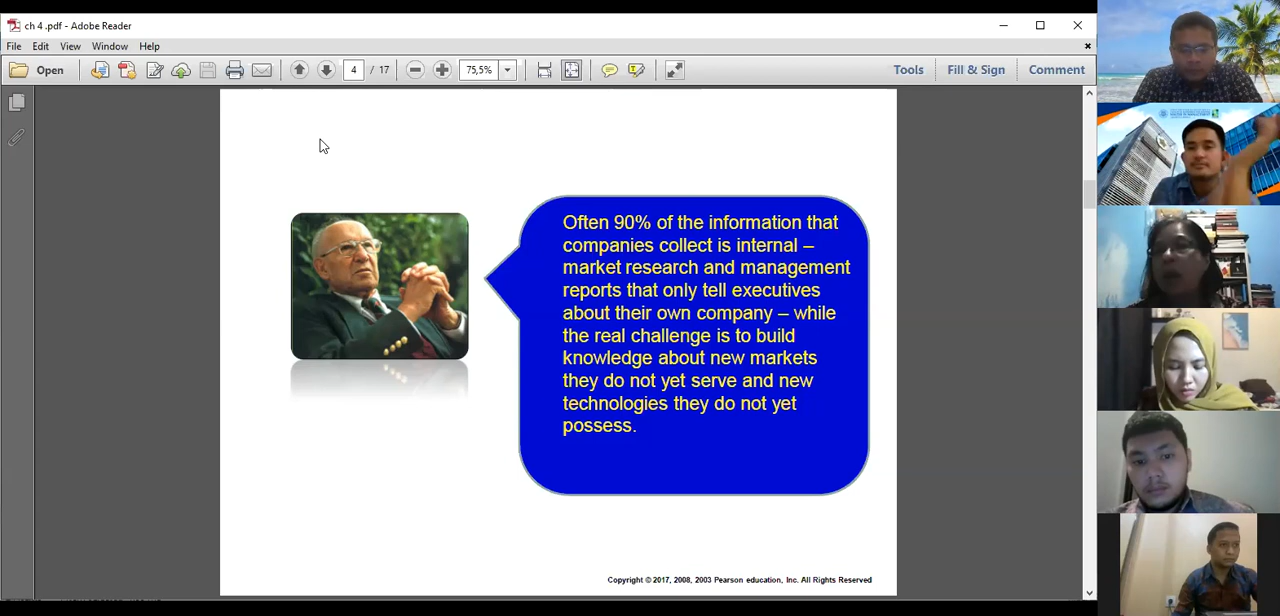 ch 4 .pdf - Adobe Reader
File Edit View Window Help
Open 4 / 17 75,5% Tools Fill & Sign Comment
Often 90% of the information that
companies collect is internal –
market research and management
reports that only tell executives
about their own company – while
the real challenge is to build
knowledge about new markets
they do not yet serve and new
technologies they do not yet
possess.
Copyright © 2017, 2008, 2003 Pearson education, Inc. All Rights Reserved